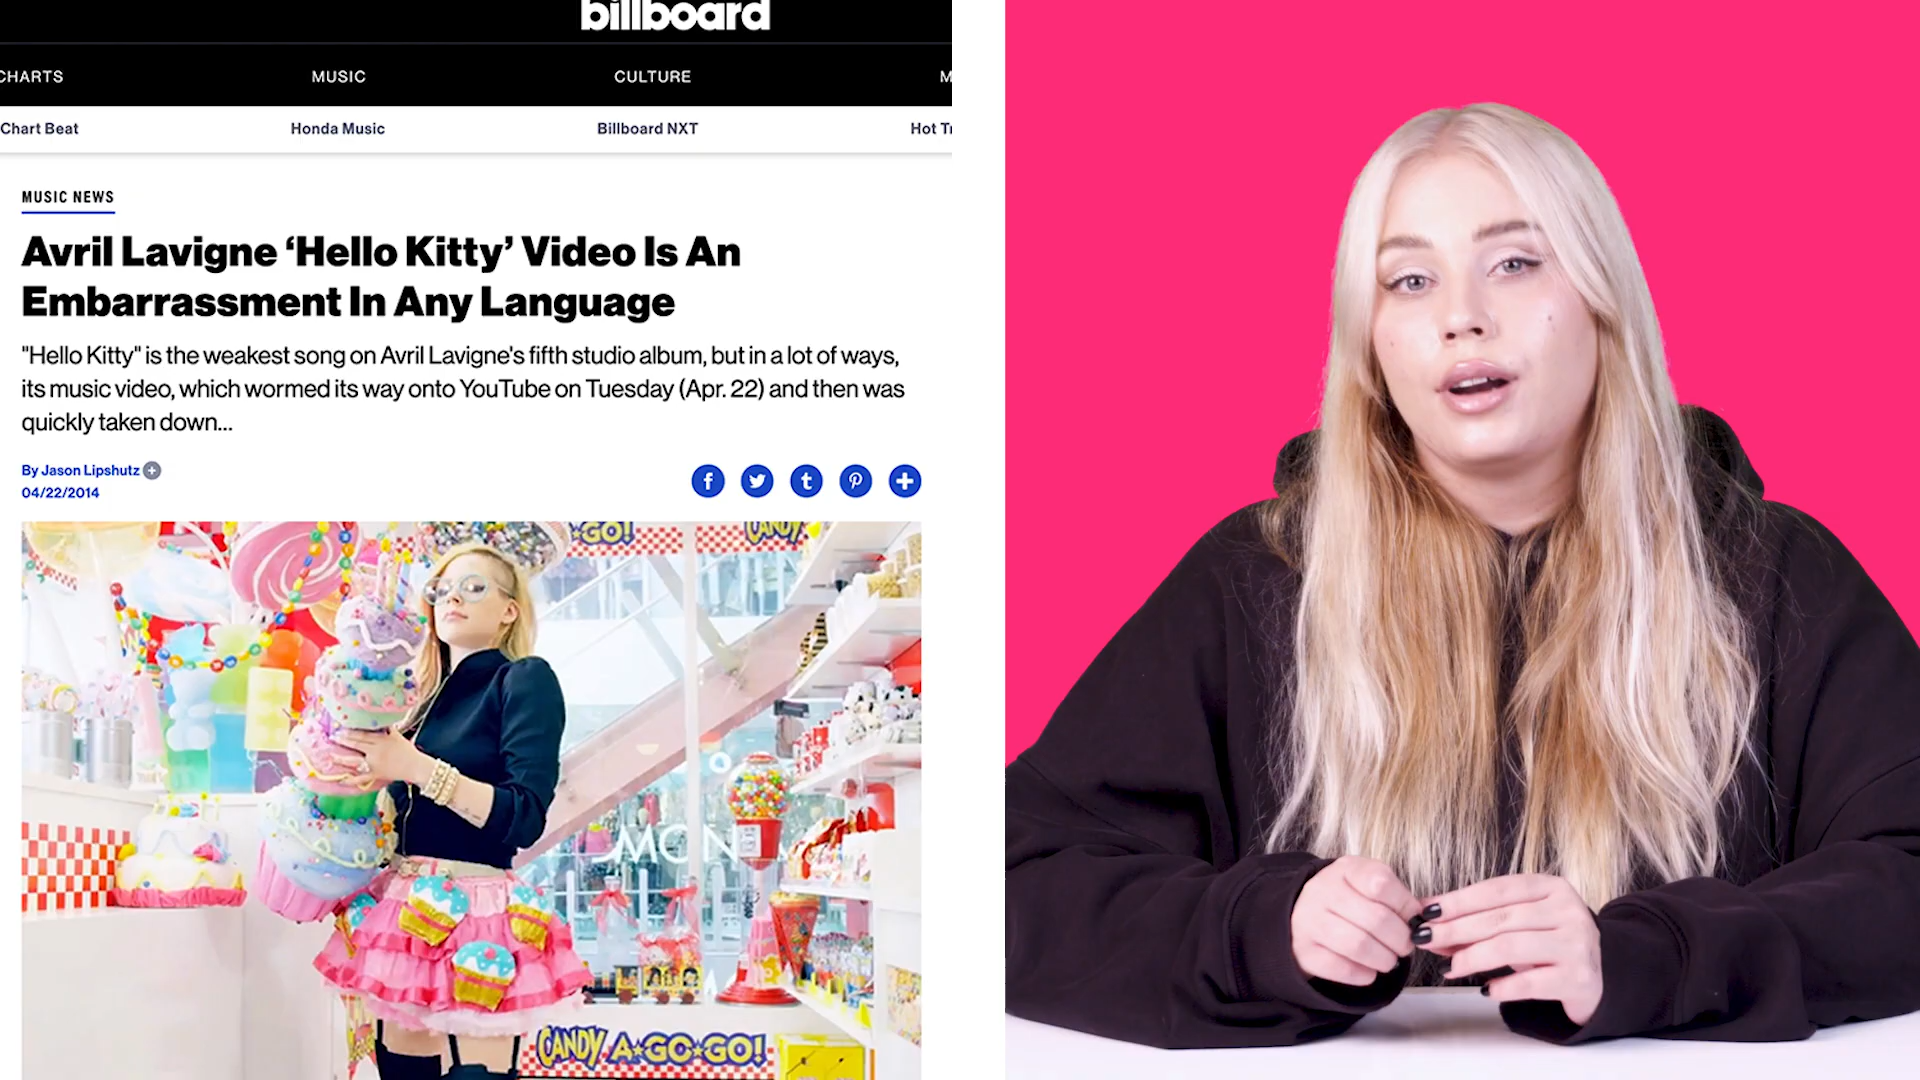 billboard
CHARTS
MUSIC
CULTURE
Chart Beat
Honda Music
Billboard NXT
Hot
MUSIC NEWS
Avril Lavigne ‘Hello Kitty’ Video Is An
Embarrassment In Any Language
"Hello Kitty" is the weakest song on Avril Lavigne's fifth studio album, but in a lot of ways,
its music video, which wormed its way onto YouTube on Tuesday (Apr. 22) and then was
quickly taken down...
By Jason Lipshutz
04/22/2014
GO!
CANDY
MON
CANDY A★GO★GO!